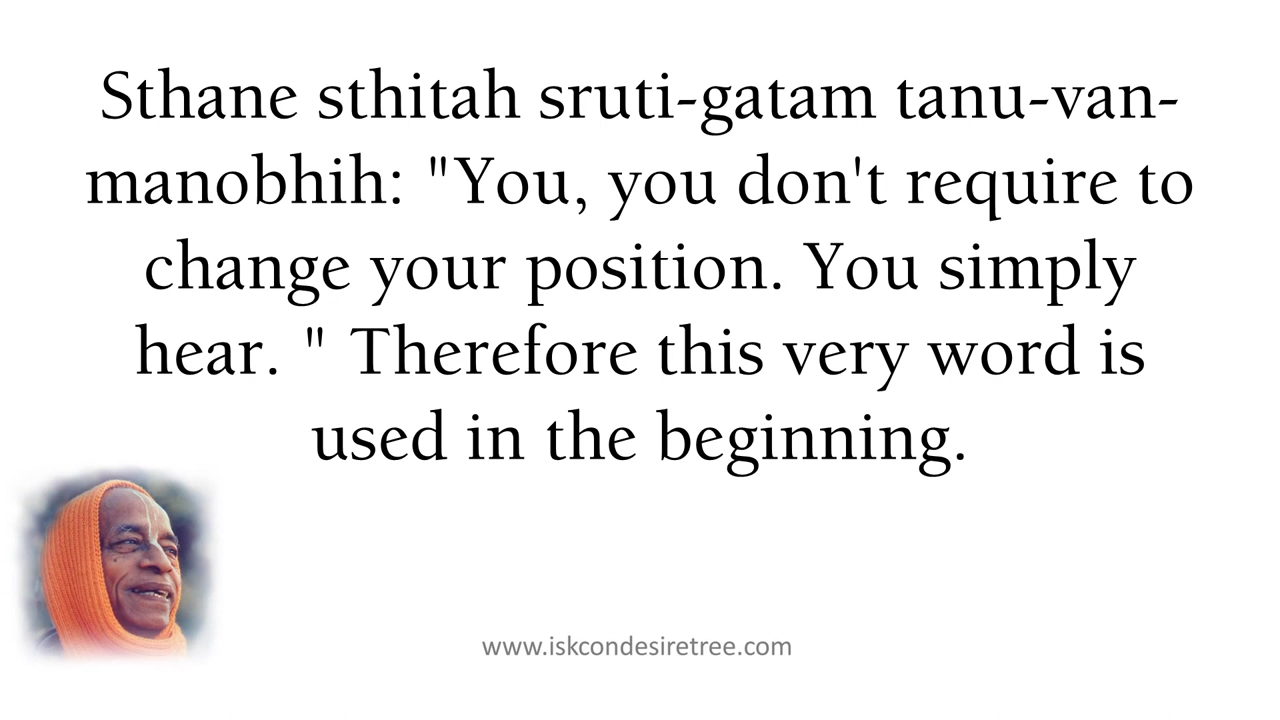 Sthane sthitah sruti-gatam tanu-van-
manobhih: "You, you don't require to
change your position. You simply
hear. " Therefore this very word is
used in the beginning.
www.iskcondesiretree.com